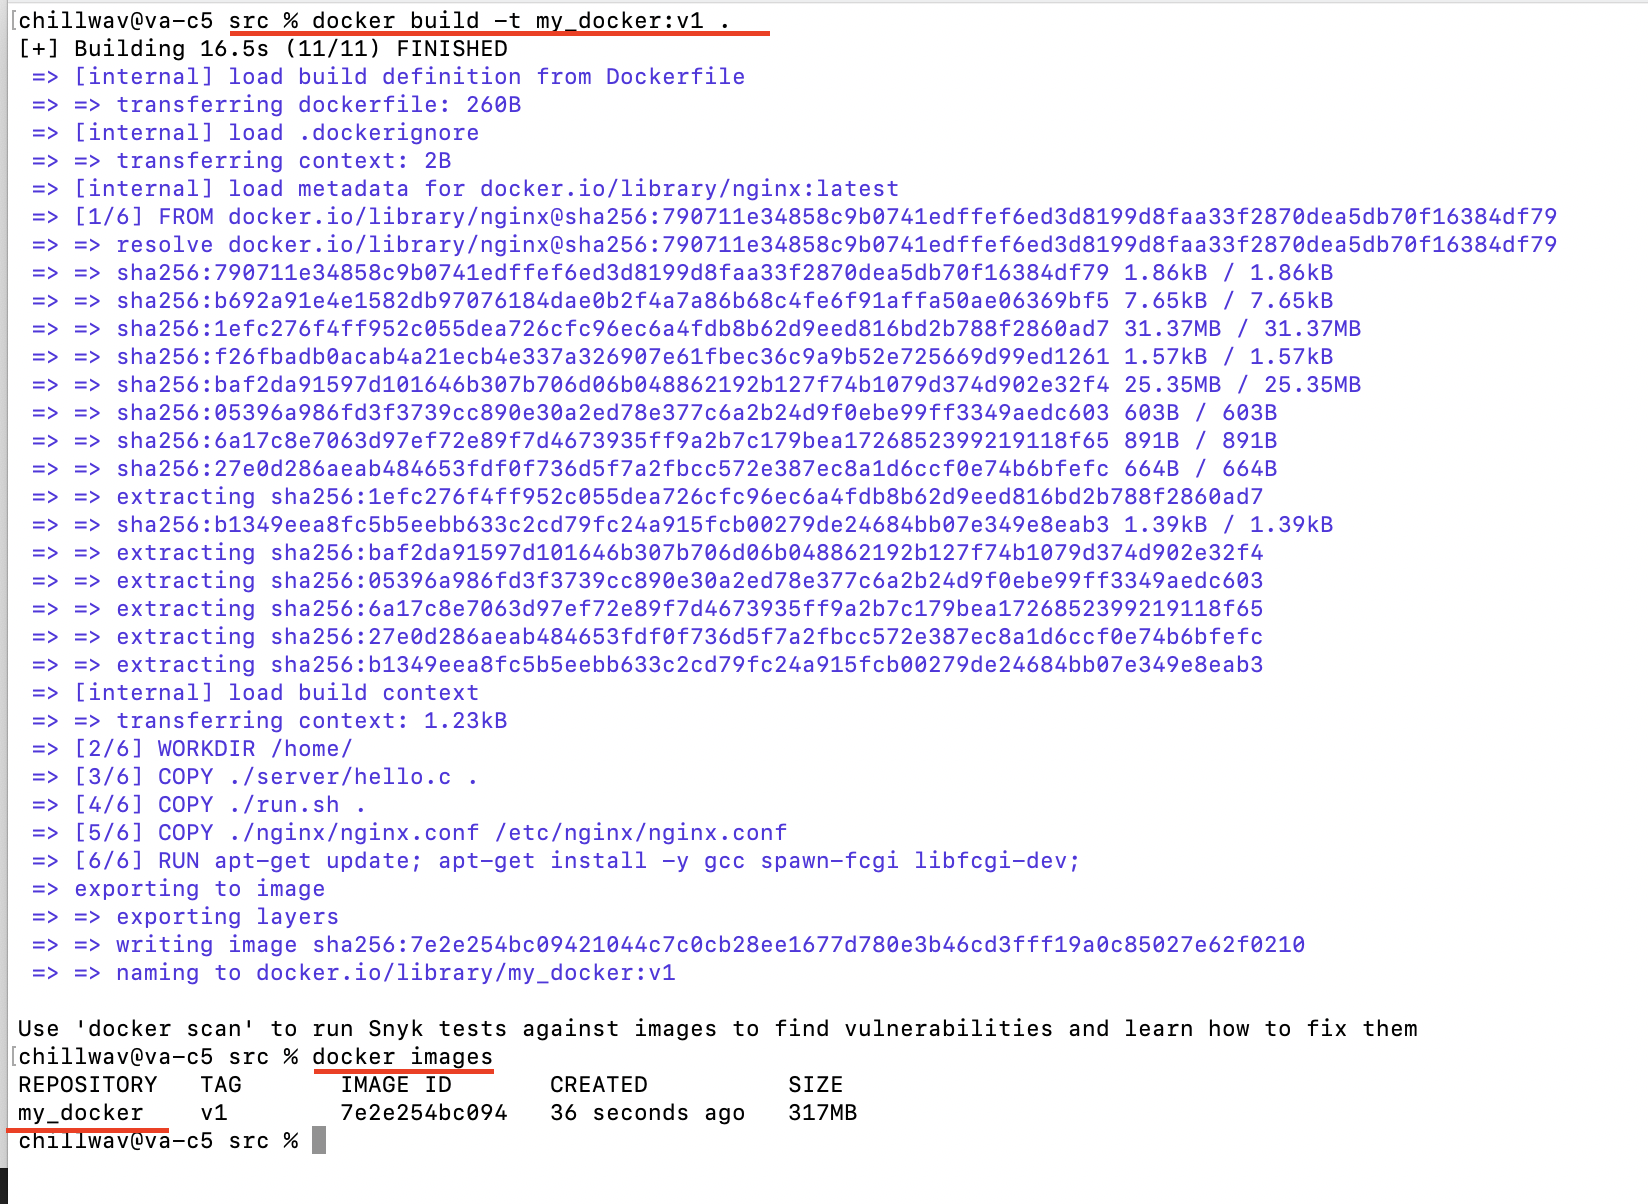 [chillwav@va-c5 src % docker build -t my_docker:v1 .
[+] Building 16.5s (11/11) FINISHED
=> [internal] load build definition from Dockerfile
=> => transferring dockerfile: 260B
=> [internal] load .dockerignore
=> => transferring context: 2B
=> [internal] load metadata for docker.io/library/nginx:latest
=> [1/6] FROM docker.io/library/nginx@sha256:790711e34858c9b0741edffef6ed3d8199d8faa33f2870dea5db70f16384df79
=> => resolve docker.io/library/nginx@sha256:790711e34858c9b0741edffef6ed3d8199d8faa33f2870dea5db70f16384df79
=> => sha256:790711e34858c9b0741edffef6ed3d8199d8faa33f2870dea5db70f16384df79 1.86kB / 1.86kB
=> => sha256:b692a91e4e1582db97076184dae0b2f4a7a86b68c4fe6f91affa50ae06369bf5 7.65kB / 7.65kB
=> => sha256:1efc276f4ff952c055dea726cfc96ec6a4fdb8b62d9eed816bd2b788f2860ad7 31.37MB / 31.37MB
=> => sha256:f26fbadb0acab4a21ecb4e337a326907e61fbec36c9a9b52e725669d99ed1261 1.57kB / 1.57kB
=> => sha256:baf2da91597d101646b307b706d06b048862192b127f74b1079d374d902e32f4 25.35MB / 25.35MB
=> => sha256:05396a986fd3f3739cc890e30a2ed78e377c6a2b24d9f0ebe99ff3349aedc603 603B / 603B
=> => sha256:6a17c8e7063d97ef72e89f7d4673935ff9a2b7c179bea1726852399219118f65 891B / 891B
=> => sha256:27e0d286aeab484653fdf0f736d5f7a2fbcc572e387ec8a1d6ccf0e74b6bfefc 664B / 664B
=> => extracting sha256:1efc276f4ff952c055dea726cfc96ec6a4fdb8b62d9eed816bd2b788f2860ad7
=> => sha256:b1349eea8fc5b5eebb633c2cd79fc24a915fcb00279de24684bb07e349e8eab3 1.39kB / 1.39kB
=> => extracting sha256:baf2da91597d101646b307b706d06b048862192b127f74b1079d374d902e32f4
=> => extracting sha256:05396a986fd3f3739cc890e30a2ed78e377c6a2b24d9f0ebe99ff3349aedc603
=> => extracting sha256:6a17c8e7063d97ef72e89f7d4673935ff9a2b7c179bea1726852399219118f65
=> => extracting sha256:27e0d286aeab484653fdf0f736d5f7a2fbcc572e387ec8a1d6ccf0e74b6bfefc
=> => extracting sha256:b1349eea8fc5b5eebb633c2cd79fc24a915fcb00279de24684bb07e349e8eab3
=> [internal] load build context
=> => transferring context: 1.23kB
=> [2/6] WORKDIR /home/
=> [3/6] COPY ./server/hello.c .
=> [4/6] COPY ./run.sh .
=> [5/6] COPY ./nginx/nginx.conf /etc/nginx/nginx.conf
=> [6/6] RUN apt-get update; apt-get install -y gcc spawn-fcgi libfcgi-dev;
=> exporting to image
=> => exporting layers
=> => writing image sha256:7e2e254bc09421044c7c0cb28ee1677d780e3b46cd3fff19a0c85027e62f0210
=> => naming to docker.io/library/my_docker:v1
Use 'docker scan' to run Snyk tests against images to find vulnerabilities and learn how to fix them
[chillwav@va-c5 src % docker images
REPOSITORY TAG IMAGE ID CREATED SIZE
my_docker v1 7e2e254bc094 36 seconds ago 317MB
chillwav@va-c5 src %